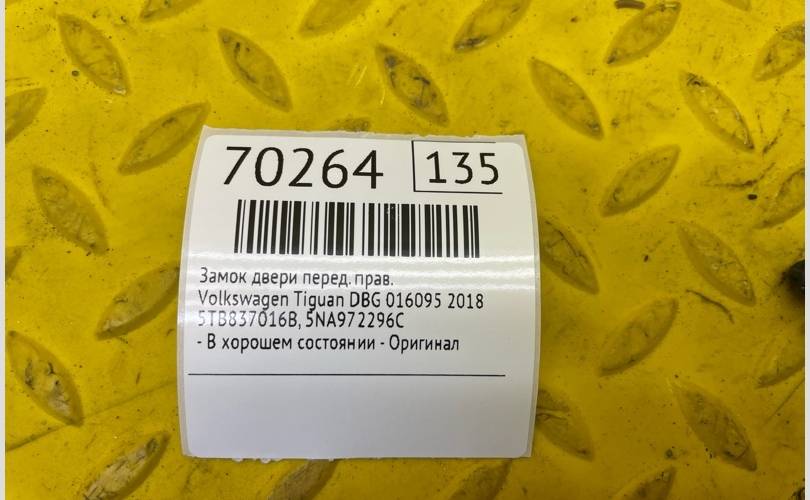 70264 135
Замок двери перед. прав.
Volkswagen Tiguan DBG 016095 2018
5TB837016B, 5NA972296C
- В хорошем состоянии - Оригинал